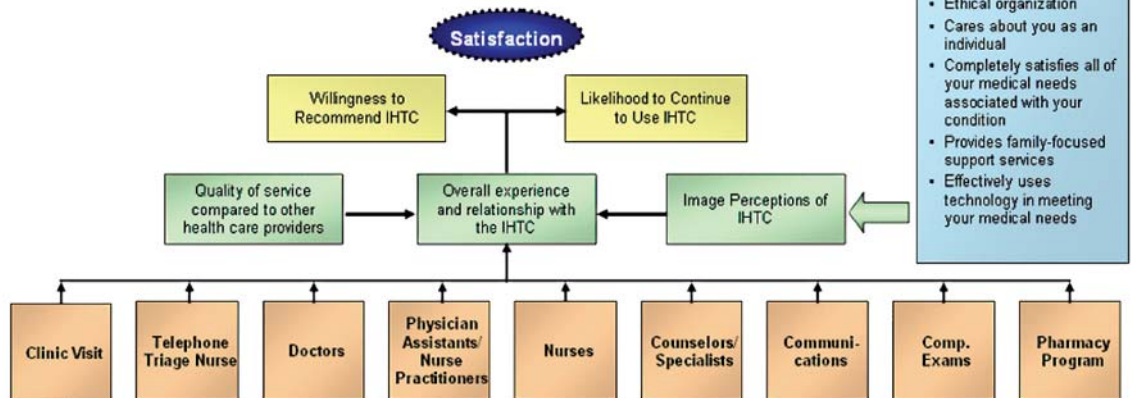 Satisfaction
Willingness to
Recommend IHTC
Likelihood to Continue
to Use IHTC
Quality of service
compared to other
health care providers
Overall experience
and relationship with
the IHTC
Image Perceptions of
IHTC
• Ethical organization
• Cares about you as an
individual
• Completely satisfies all of
your medical needs
associated with your
condition
• Provides family-focused
support services
• Effectively uses
technology in meeting
your medical needs
Clinic Visit
Telephone
Triage Nurse
Doctors
Physician
Assistants/
Nurse
Practitioners
Nurses
Counselors/
Specialists
Communi-
cations
Comp.
Exams
Pharmacy
Program